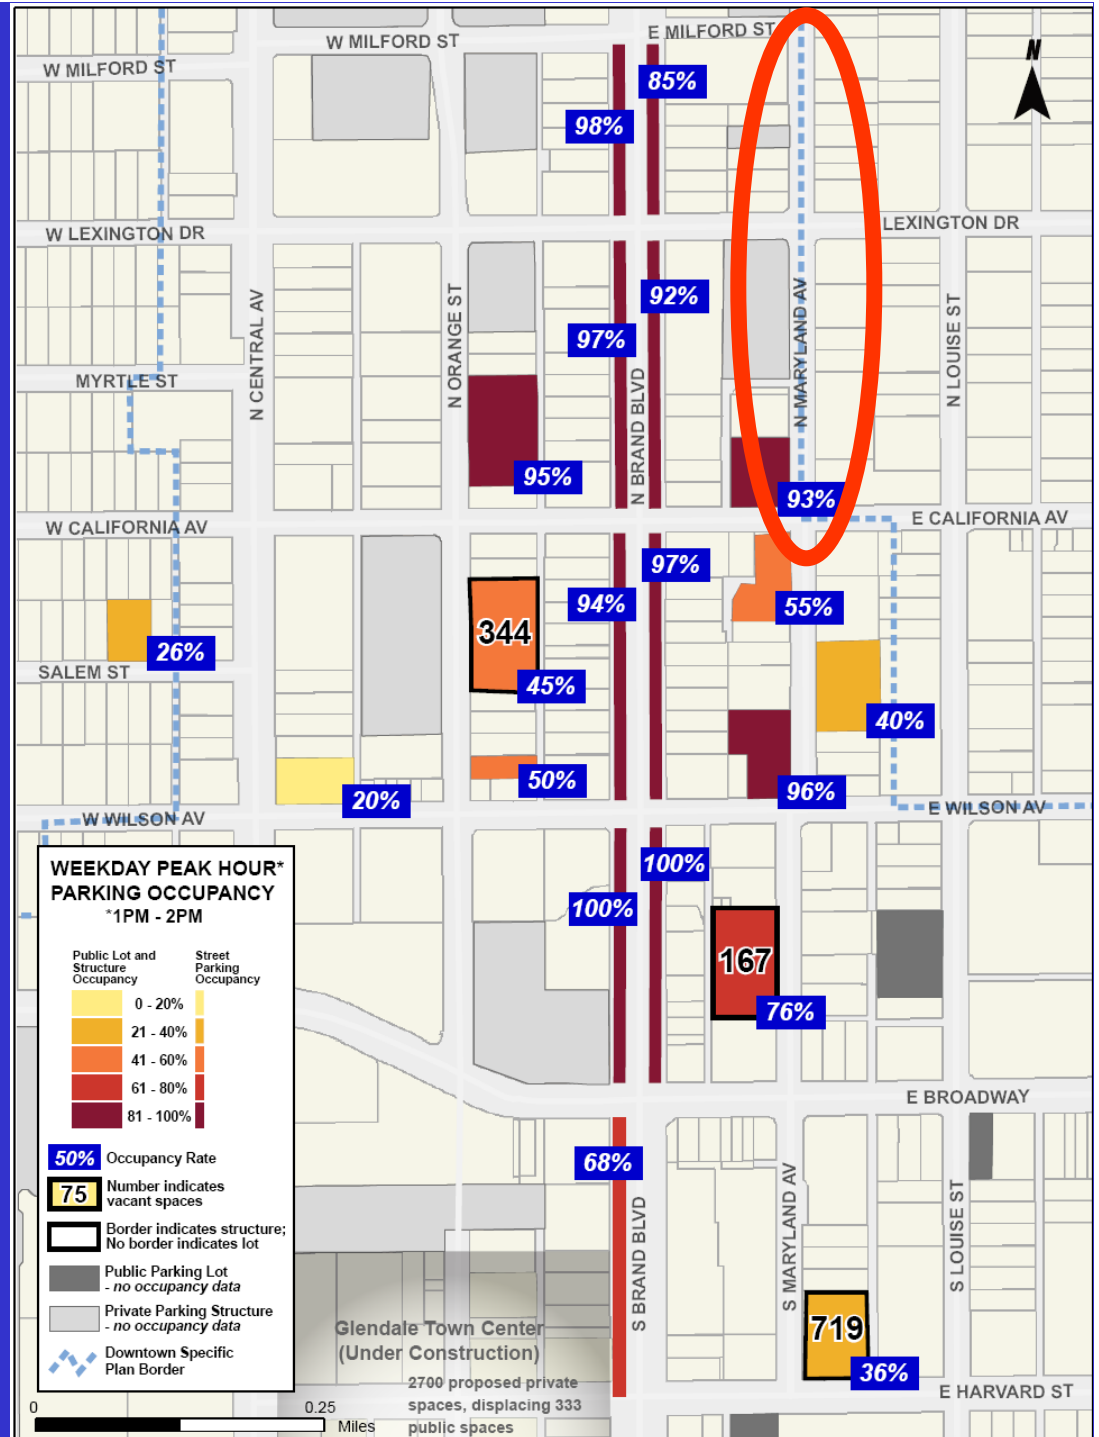 W MILFORD ST
E MILFORD ST
W MILFORD ST
N
85%
98%
W LEXINGTON DR
LEXINGTON DR
N CENTRAL AV
N ORANGE ST
N BRAND BLVD
N MARYLAND AV
N LOUISE ST
92%
97%
MYRTLE ST
95%
93%
W CALIFORNIA AV
E CALIFORNIA AV
97%
94%
55%
344
26%
SALEM ST
45%
40%
50%
20%
96%
W WILSON AV
E WILSON AV
100%
100%
167
76%
WEEKDAY PEAK HOUR*
PARKING OCCUPANCY
*1PM - 2PM
Public Lot and
Structure
Occupancy
Street
Parking
Occupancy
0 - 20%
21 - 40%
41 - 60%
61 - 80%
81 - 100%
50% Occupancy Rate
75 Number indicates
vacant spaces
Border indicates structure;
No border indicates lot
Public Parking Lot
- no occupancy data
Private Parking Structure
- no occupancy data
Downtown Specific
Plan Border
E BROADWAY
68%
S BRAND BLVD
S MARYLAND AV
S LOUISE ST
719
36%
Glendale Town Center
(Under Construction)
2700 proposed private
spaces, displacing 333
public spaces
E HARVARD ST
0
0.25
Miles